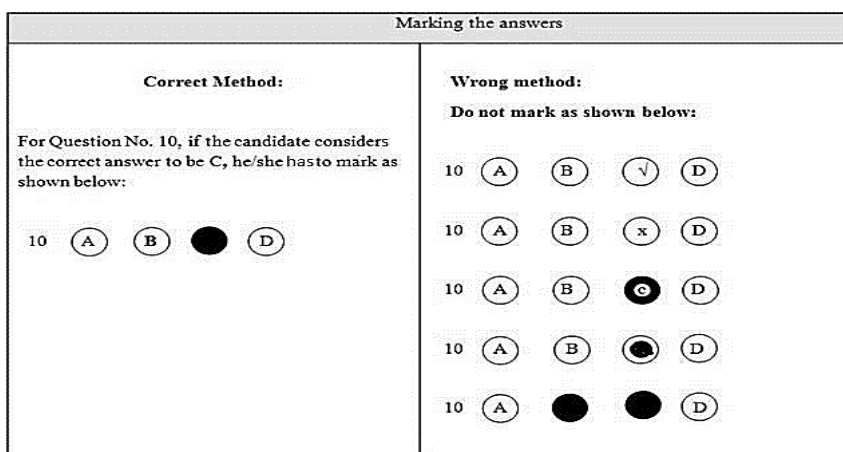 Marking the answers
Correct Method:
For Question No. 10, if the candidate considers
the correct answer to be C, he/she has to mark as
shown below:
10 A B D
Wrong method:
Do not mark as shown below:
10 A B √ D
10 A B x D
10 A B c D
10 A B D
10 A D